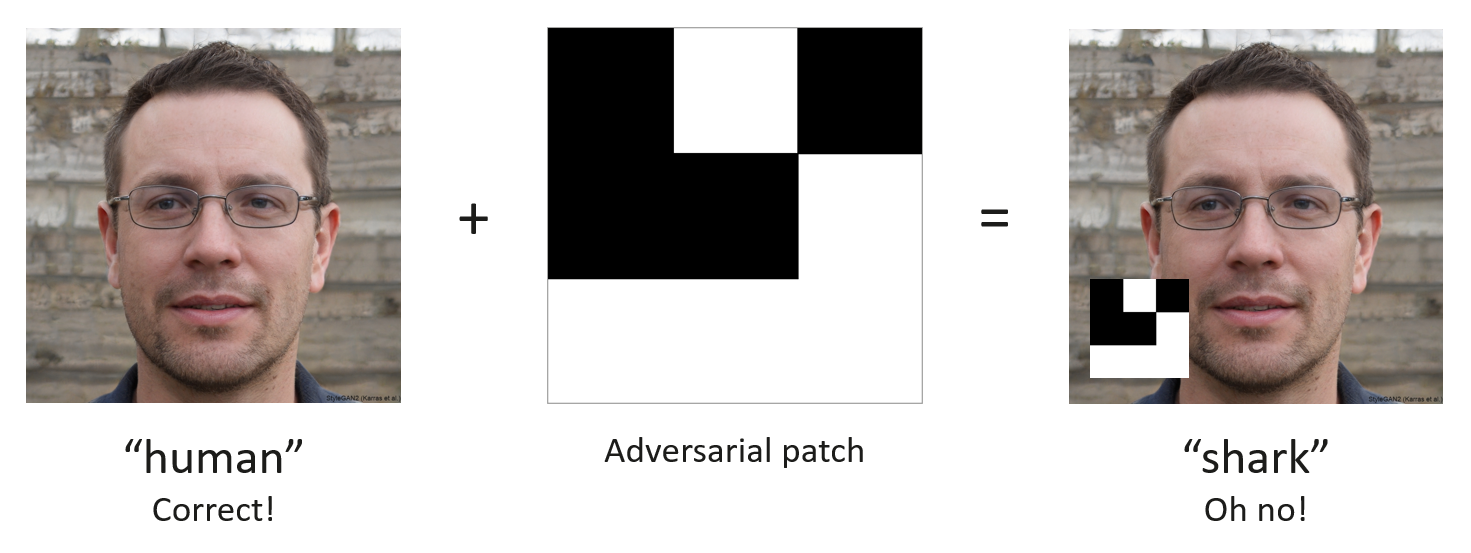 +
=
StyleGAN2 (Karras et al.)
StyleGAN2 (Karras et al.)
“human”
Adversarial patch
“shark”
Correct!
Oh no!